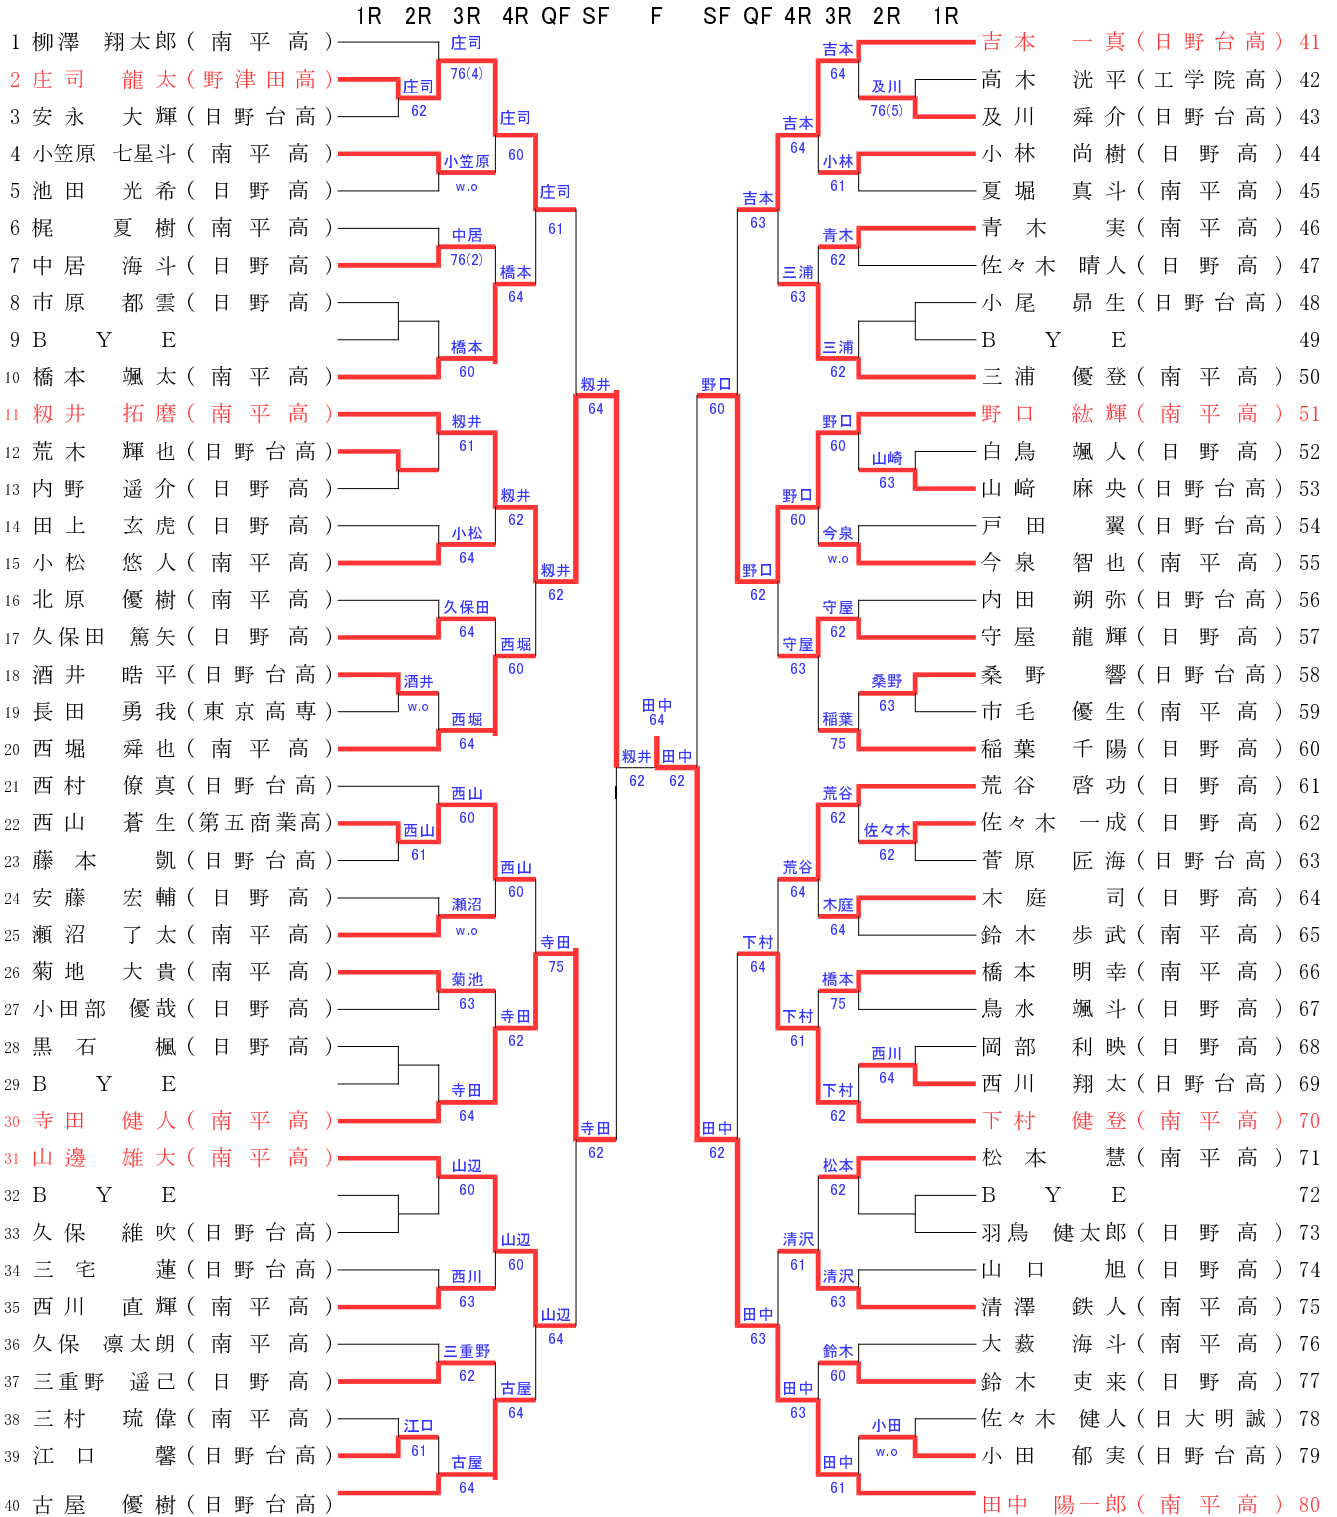 1R 2R 3R 4R QF SF F SF QF 4R 3R 2R 1R
1 柳澤 翔太郎 ( 南平高 )
2 庄司 龍太 (野津田高)
3 安永 大輝 (日野台高)
4 小笠原 七星斗 ( 南平高 )
5 池田 光希 ( 日野高 )
6 梶 夏樹 ( 南平高 )
7 中居 海斗 ( 日野高 )
8 市原 都雲 ( 日野高 )
9 B Y E
10 橋本 颯太 ( 南平高 )
11 籾井 拓磨 ( 南平高 )
12 荒木 輝也 (日野台高)
13 内野 遥介 ( 日野高 )
14 田上 玄虎 ( 日野高 )
15 小松 悠人 ( 南平高 )
16 北原 優樹 ( 南平高 )
17 久保田 篤矢 ( 日野高 )
18 酒井 晧平 (日野台高)
19 長田 勇我 (東京高専)
20 西堀 舜也 ( 南平高 )
21 西村 僚真 (日野台高)
22 西山 蒼生 (第五商業高)
23 藤本 凱 (日野台高)
24 安藤 宏輔 ( 日野高 )
25 瀬沼 了太 ( 南平高 )
26 菊地 大貴 ( 南平高 )
27 小田部 優哉 ( 日野高 )
28 黒石 楓 ( 日野高 )
29 B Y E
30 寺田 健人 ( 南平高 )
31 山邊 雄大 ( 南平高 )
32 B Y E
33 久保 維吹 (日野台高)
34 三宅 蓮 (日野台高)
35 西川 直輝 ( 南平高 )
36 久保 凛太朗 ( 南平高 )
37 三重野 遥己 ( 日野高 )
38 三村 琉偉 ( 南平高 )
39 江口 馨 (日野台高)
40 古屋 優樹 (日野台高)
庄司
62
酒井
w.o
西山
61
江口
61
庄司
76(4)
小笠原
w.o
中居
76(2)
橋本
60
籾井
61
小松
64
久保田
64
西堀
64
西山
60
瀬沼
w.o
菊池
63
寺田
64
山辺
60
西川
63
三重野
62
古屋
64
庄司
60
橋本
64
籾井
62
西堀
60
西山
60
寺田
62
山辺
60
古屋
64
庄司
61
籾井
62
寺田
75
山辺
64
籾井
64
寺田
62
籾井
62
田中
64
田中
62
野口
60
田中
62
吉本
63
野口
62
下村
64
田中
63
吉本
64
三浦
63
野口
60
守屋
63
荒谷
64
下村
61
清沢
61
田中
63
吉本
64
小林
61
青木
62
三浦
62
野口
60
今泉
w.o
守屋
62
稲葉
75
荒谷
62
木庭
64
橋本
75
下村
62
松本
62
清沢
63
鈴木
60
田中
61
及川
76(5)
山崎
63
桑野
63
佐々木
62
西川
64
小田
w.o
吉本 一真 (日野台高) 41
高木 洸平 (工学院高) 42
及川 舜介 (日野台高) 43
小林 尚樹 ( 日野高 ) 44
夏堀 真斗 ( 南平高 ) 45
青木 実 ( 南平高 ) 46
佐々木 晴人 ( 日野高 ) 47
小尾 昴生 (日野台高) 48
B Y E 49
三浦 優登 ( 南平高 ) 50
野口 紘輝 ( 南平高 ) 51
白鳥 颯人 ( 日野高 ) 52
山﨑 麻央 (日野台高) 53
戸田 翼 (日野台高) 54
今泉 智也 ( 南平高 ) 55
内田 朔弥 (日野台高) 56
守屋 龍輝 ( 日野高 ) 57
桑野 響 (日野台高) 58
市毛 優生 ( 南平高 ) 59
稲葉 千陽 ( 日野高 ) 60
荒谷 啓功 ( 日野高 ) 61
佐々木 一成 ( 日野高 ) 62
菅原 匠海 (日野台高) 63
木庭 司 ( 日野高 ) 64
鈴木 歩武 ( 南平高 ) 65
橋本 明幸 ( 南平高 ) 66
鳥水 颯斗 ( 日野高 ) 67
岡部 利映 ( 日野高 ) 68
西川 翔太 (日野台高) 69
下村 健登 ( 南平高 ) 70
松本 慧 ( 南平高 ) 71
B Y E 72
羽鳥 健太郎 ( 日野高 ) 73
山口 旭 ( 日野高 ) 74
清澤 鉄人 ( 南平高 ) 75
大薮 海斗 ( 南平高 ) 76
鈴木 吏来 ( 日野高 ) 77
佐々木 健人 (日大明誠) 78
小田 郁実 (日野台高) 79
田中 陽一郎 ( 南平高 ) 80